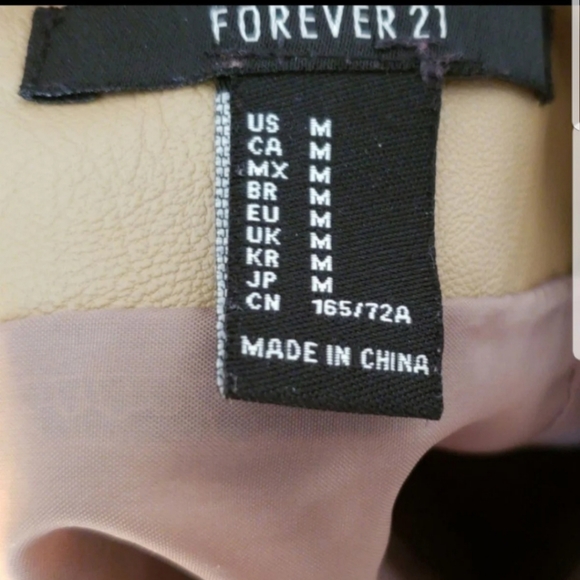 FOREVER 21
US M
CA M
MX M
BR M
EU M
UK M
KR M
JP M
CN 165/72A
MADE IN CHINA